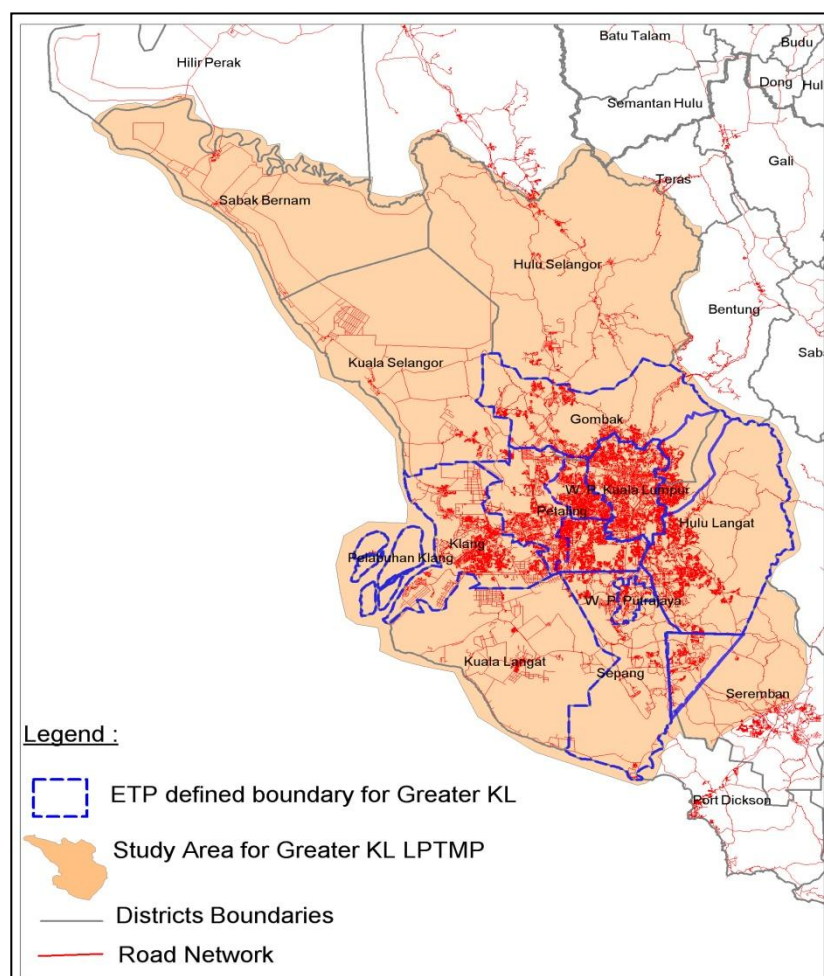 Batu Talam
Budu
Hilir Perak
Dong
Hul
Semantan Hulu
Gali
Teras
Sabak Bernam
Hulu Selangor
Bentung
Kuala Selangor
Saba
Gombak
W. P. Kuala Lumpur
Petaling
Hulu Langat
Klang
Pelabuhan Klang
W. P. Putrajaya
Kuala Langat
Sepang
Seremban
Port Dickson
Legend :
ETP defined boundary for Greater KL
Study Area for Greater KL LPTMP
Districts Boundaries
Road Network